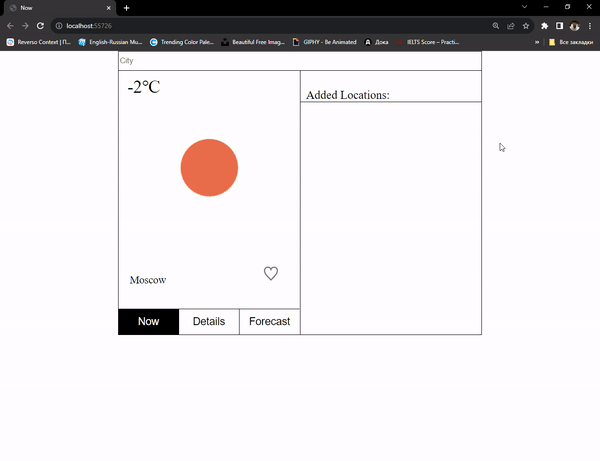 Now
localhost:55726
Reverso Context | П...
English-Russian Mu...
Trending Color Pale...
Beautiful Free Imag...
GIPHY - Be Animated
Дока
IELTS Score – Practi...
»
Все закладки
City
-2°C
Added Locations:
Moscow
Now
Details
Forecast